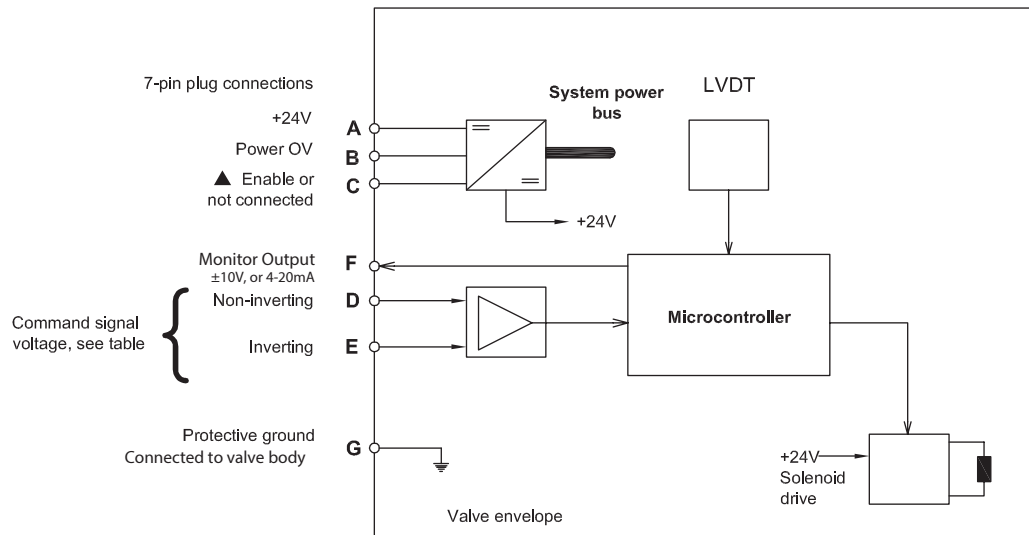 7-pin plug connections
+24V
A
Power OV
B
▲ Enable or
not connected
C
System power
bus
LVDT
+24V
Monitor Output
±10V, or 4-20mA
F
Non-inverting
D
Command signal
voltage, see table
Inverting
E
Microcontroller
Protective ground
Connected to valve body
G
+24V
Solenoid
drive
Valve envelope